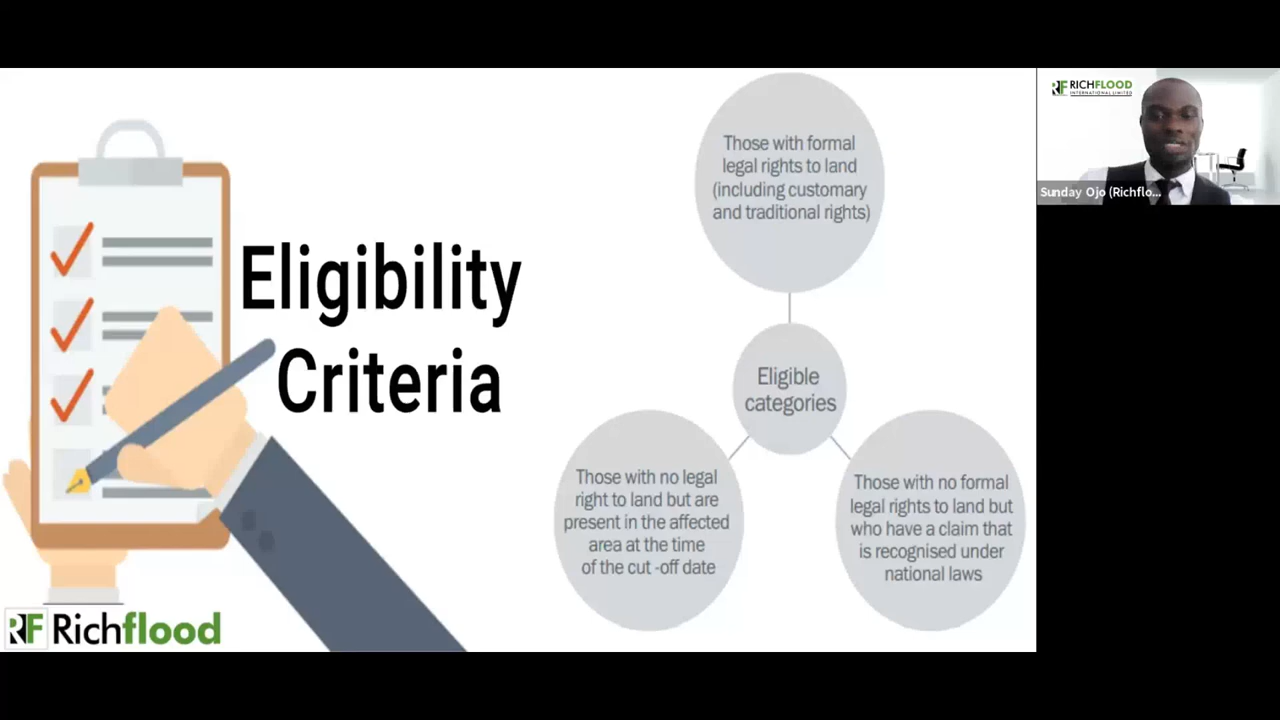 Eligibility
Criteria
Those with formal
legal rights to land
(including customary
and traditional rights)
Eligible
categories
Those with no legal
right to land but are
present in the affected
area at the time
of the cut -off date
Those with no formal
legal rights to land but
who have a claim that
is recognised under
national laws
RF Richflood
RF RICHFLOOD
INTERNATIONAL LIMITED
Sunday Ojo (Richflo...